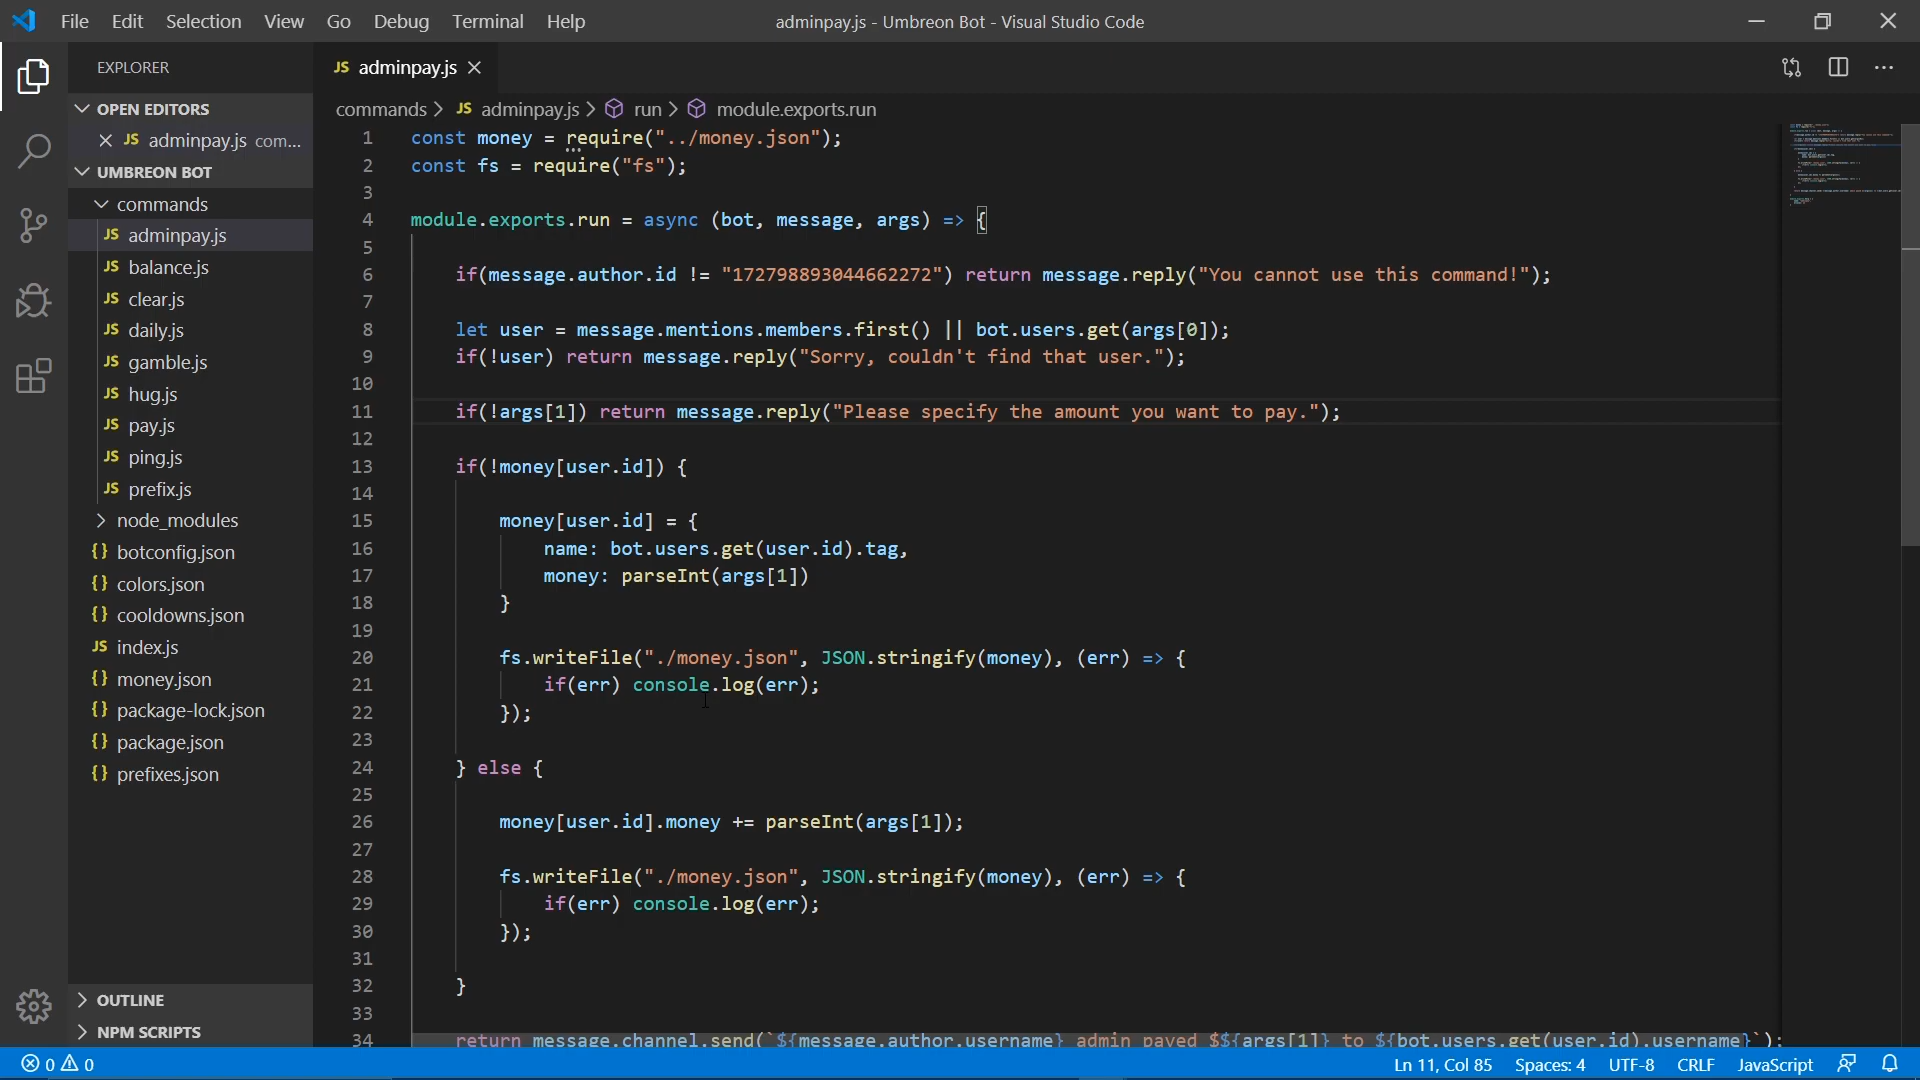 File Edit Selection View Go Debug Terminal Help
adminpay.js - Umbreon Bot - Visual Studio Code
EXPLORER
OPEN EDITORS
JS adminpay.js com...
UMBREON BOT
commands
JS adminpay.js
JS balance.js
JS clear.js
JS daily.js
JS gamble.js
JS hug.js
JS pay.js
JS ping.js
JS prefix.js
node_modules
{} botconfig.json
{} colors.json
{} cooldowns.json
JS index.js
{} money.json
{} package-lock.json
{} package.json
{} prefixes.json
OUTLINE
NPM SCRIPTS
JS adminpay.js
commands > JS adminpay.js > run > module.exports.run
1 const money = require("../money.json");
2 const fs = require("fs");
3
4 module.exports.run = async (bot, message, args) => {
5
6 if(message.author.id != "172798893044662272") return message.reply("You cannot use this command!");
7
8 let user = message.mentions.members.first() || bot.users.get(args[0]);
9 if(!user) return message.reply("Sorry, couldn't find that user.");
10
11 if(!args[1]) return message.reply("Please specify the amount you want to pay.");
12
13 if(!money[user.id]) {
14
15 money[user.id] = {
16 name: bot.users.get(user.id).tag,
17 money: parseInt(args[1])
18 }
19
20 fs.writeFile("./money.json", JSON.stringify(money), (err) => {
21 if(err) console.log(err);
22 });
23
24 } else {
25
26 money[user.id].money += parseInt(args[1]);
27
28 fs.writeFile("./money.json", JSON.stringify(money), (err) => {
29 if(err) console.log(err);
30 });
31
32 }
33
34 return message.channel.send(`${message.author.username} admin payed $${args[1]} to ${bot.users.get(user.id).username}`);
0 0
Ln 11, Col 85 Spaces: 4 UTF-8 CRLF JavaScript